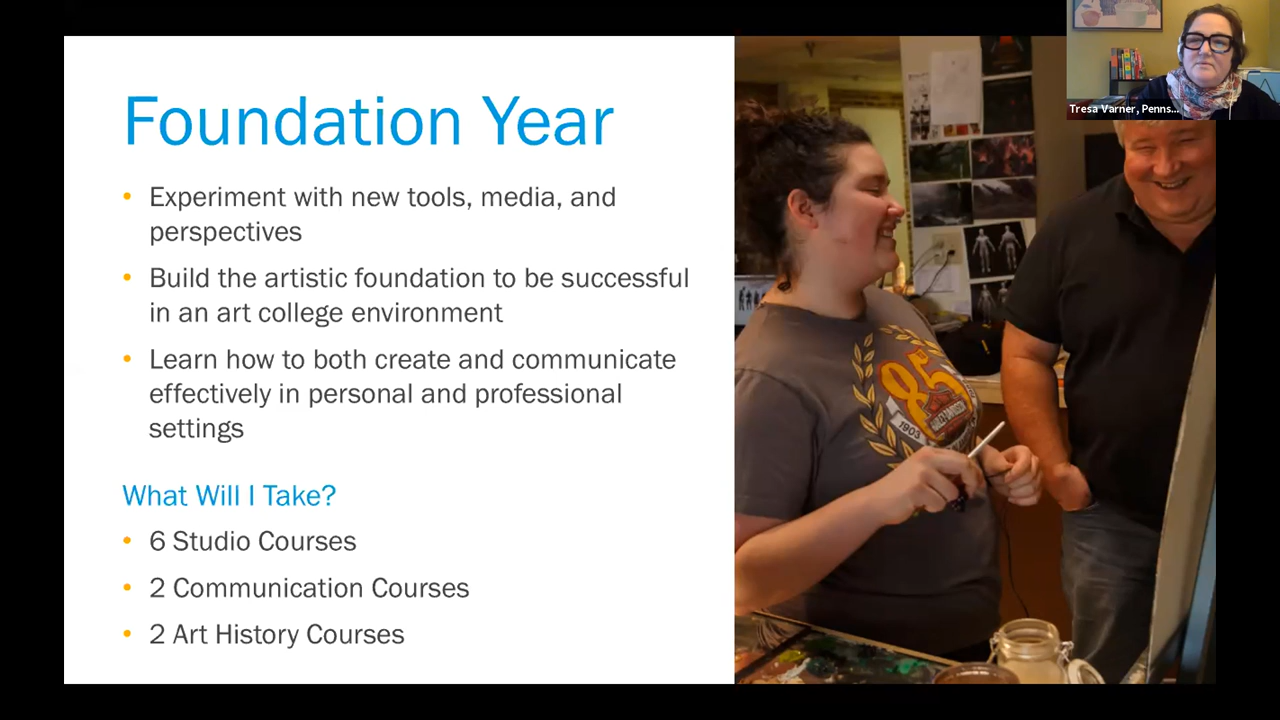 Foundation Year
• Experiment with new tools, media, and
perspectives
• Build the artistic foundation to be successful
in an art college environment
• Learn how to both create and communicate
effectively in personal and professional
settings
What Will I Take?
• 6 Studio Courses
• 2 Communication Courses
• 2 Art History Courses
Tresa Varner, Penns...
85
1903